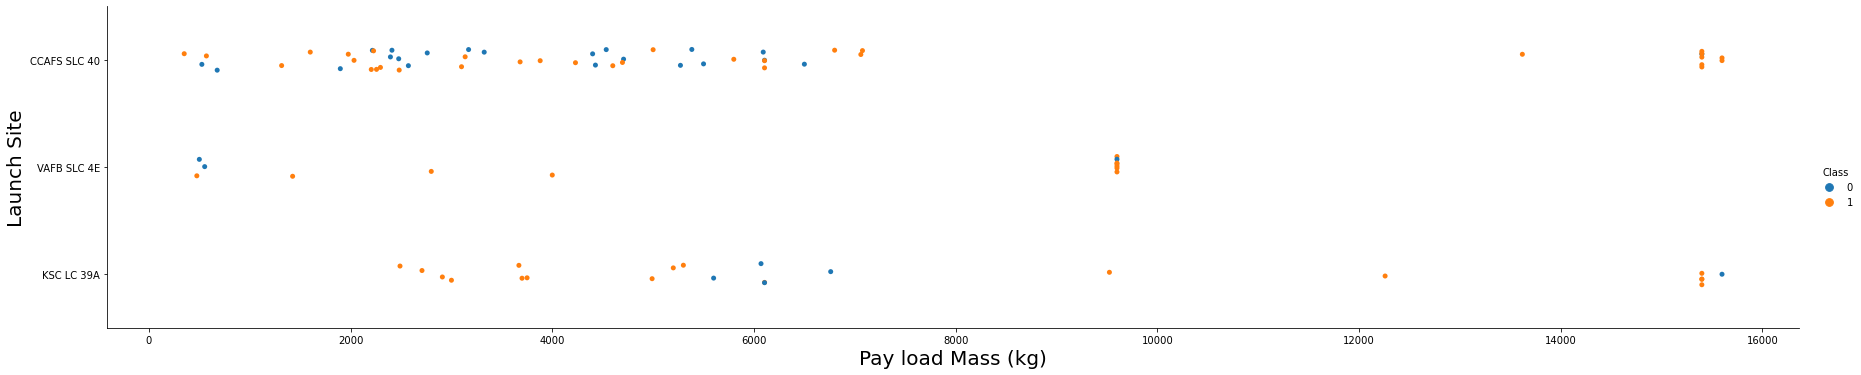 Launch Site
CCAFS SLC 40
VAFB SLC 4E
KSC LC 39A
0 2000 4000 6000 8000 10000 12000 14000 16000
Pay load Mass (kg)
Class
0
1